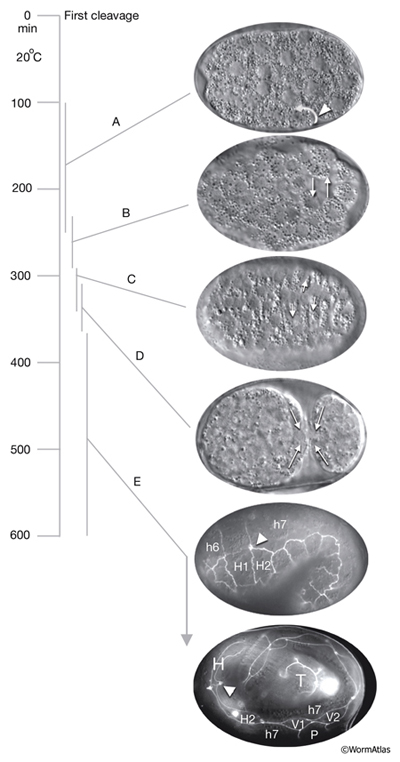 0 First cleavage
min
20°C
100
A
200
B
300
C
400
D
500
E
600
h7
h6
H1 H2
H
T
H2
h7
V1 V2
h7
P
©WormAtlas